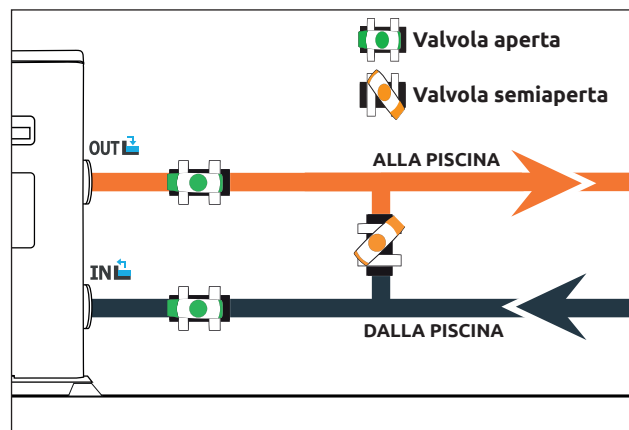 Valvola aperta
Valvola semiaperta
OUT
ALLA PISCINA
IN
DALLA PISCINA